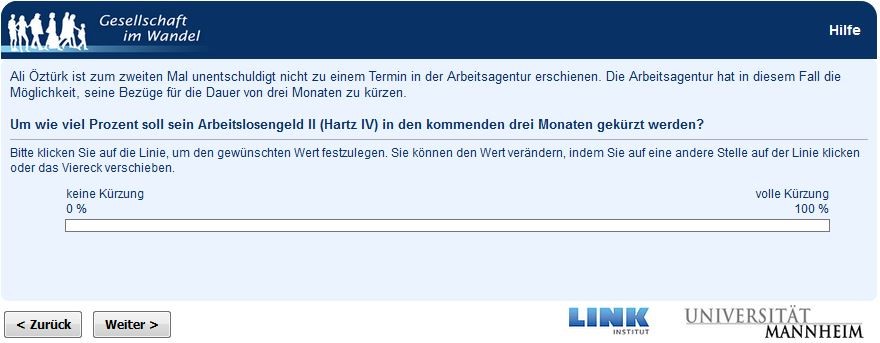 Gesellschaft
im Wandel
Hilfe
Ali Öztürk ist zum zweiten Mal unentschuldigt nicht zu einem Termin in der Arbeitsagentur erschienen. Die Arbeitsagentur hat in diesem Fall die
Möglichkeit, seine Bezüge für die Dauer von drei Monaten zu kürzen.
Um wie viel Prozent soll sein Arbeitslosengeld II (Hartz IV) in den kommenden drei Monaten gekürzt werden?
Bitte klicken Sie auf die Linie, um den gewünschten Wert festzulegen. Sie können den Wert verändern, indem Sie auf eine andere Stelle auf der Linie klicken
oder das Viereck verschieben.
keine Kürzung volle Kürzung
0 % 100 %
< Zurück Weiter >
LINK
INSTITUT
UNIVERSITÄT
MANNHEIM